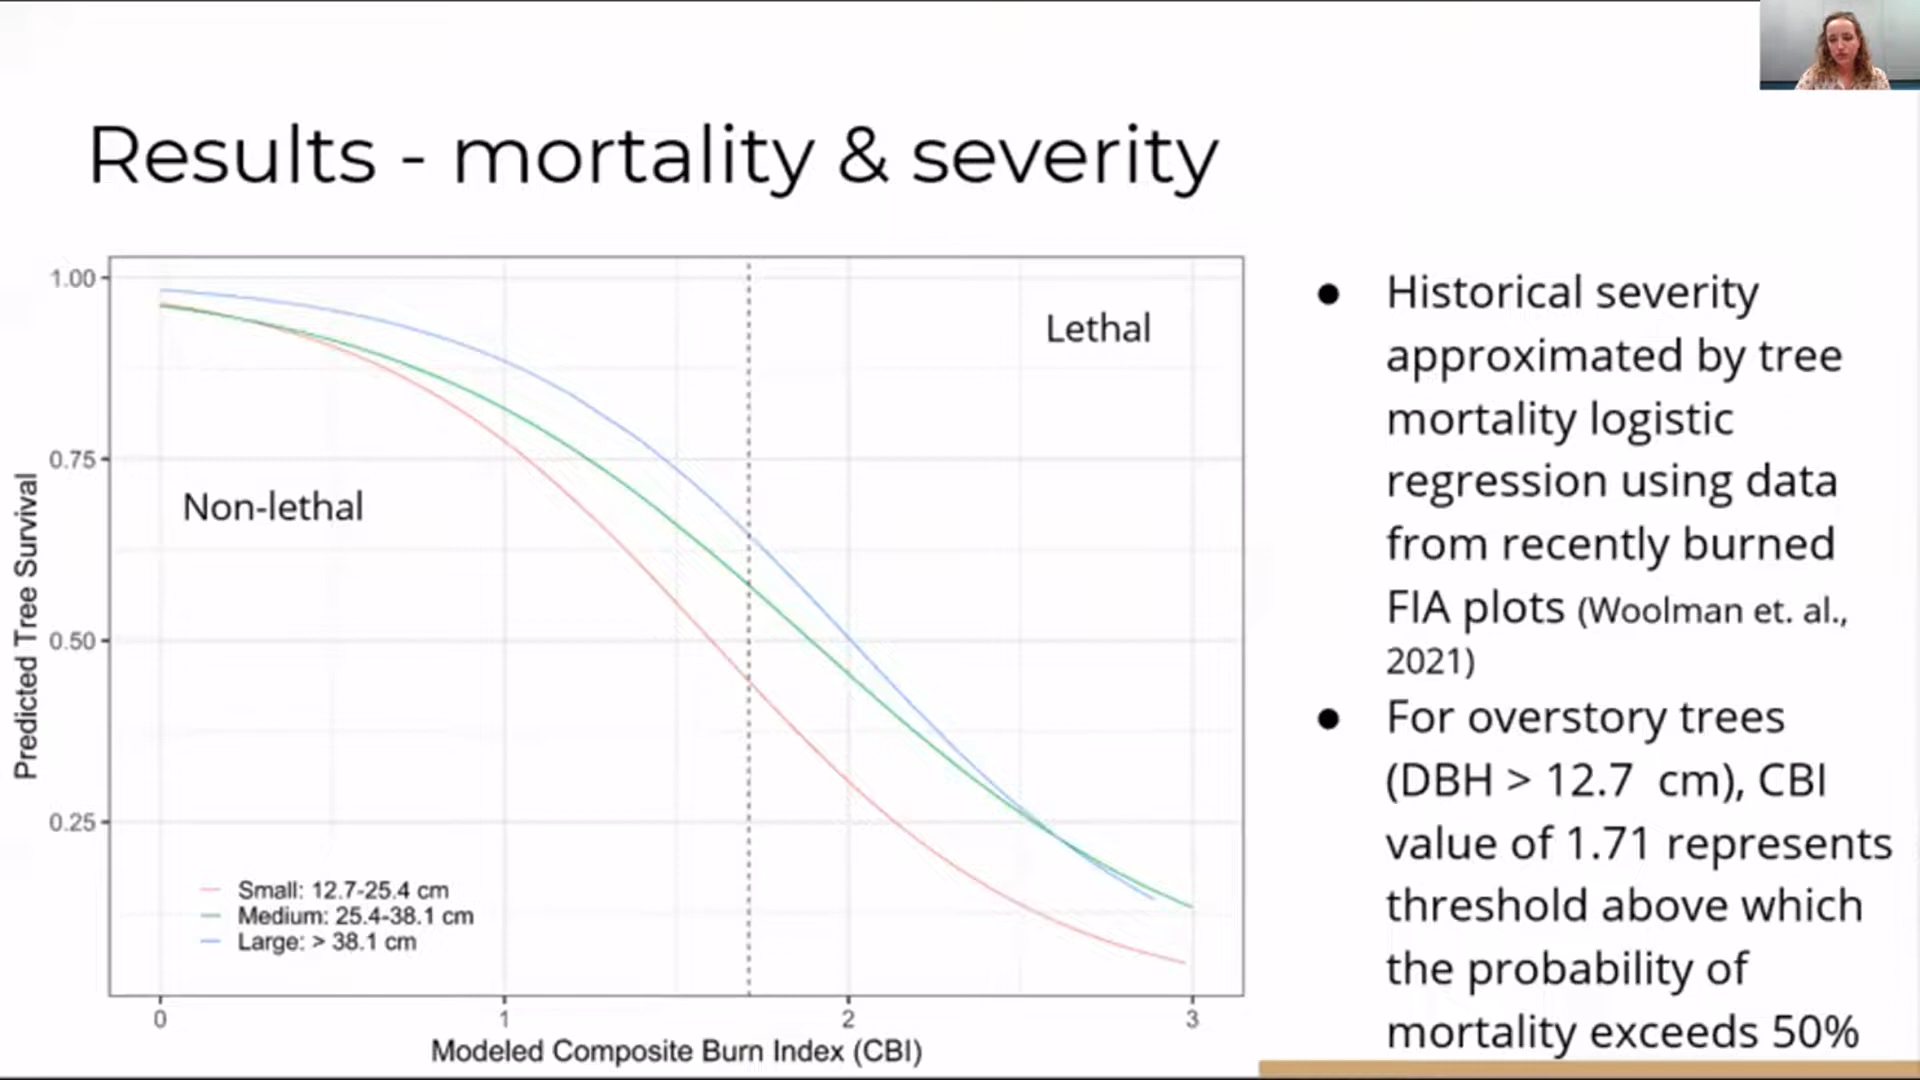 Results - mortality & severity
1.00
0.75
0.50
0.25
Predicted Tree Survival
Non-lethal
Lethal
Small: 12.7-25.4 cm
Medium: 25.4-38.1 cm
Large: > 38.1 cm
0 1 2 3
Modeled Composite Burn Index (CBI)
● Historical severity
approximated by tree
mortality logistic
regression using data
from recently burned
FIA plots (Woolman et. al.,
2021)
● For overstory trees
(DBH > 12.7 cm), CBI
value of 1.71 represents
threshold above which
the probability of
mortality exceeds 50%